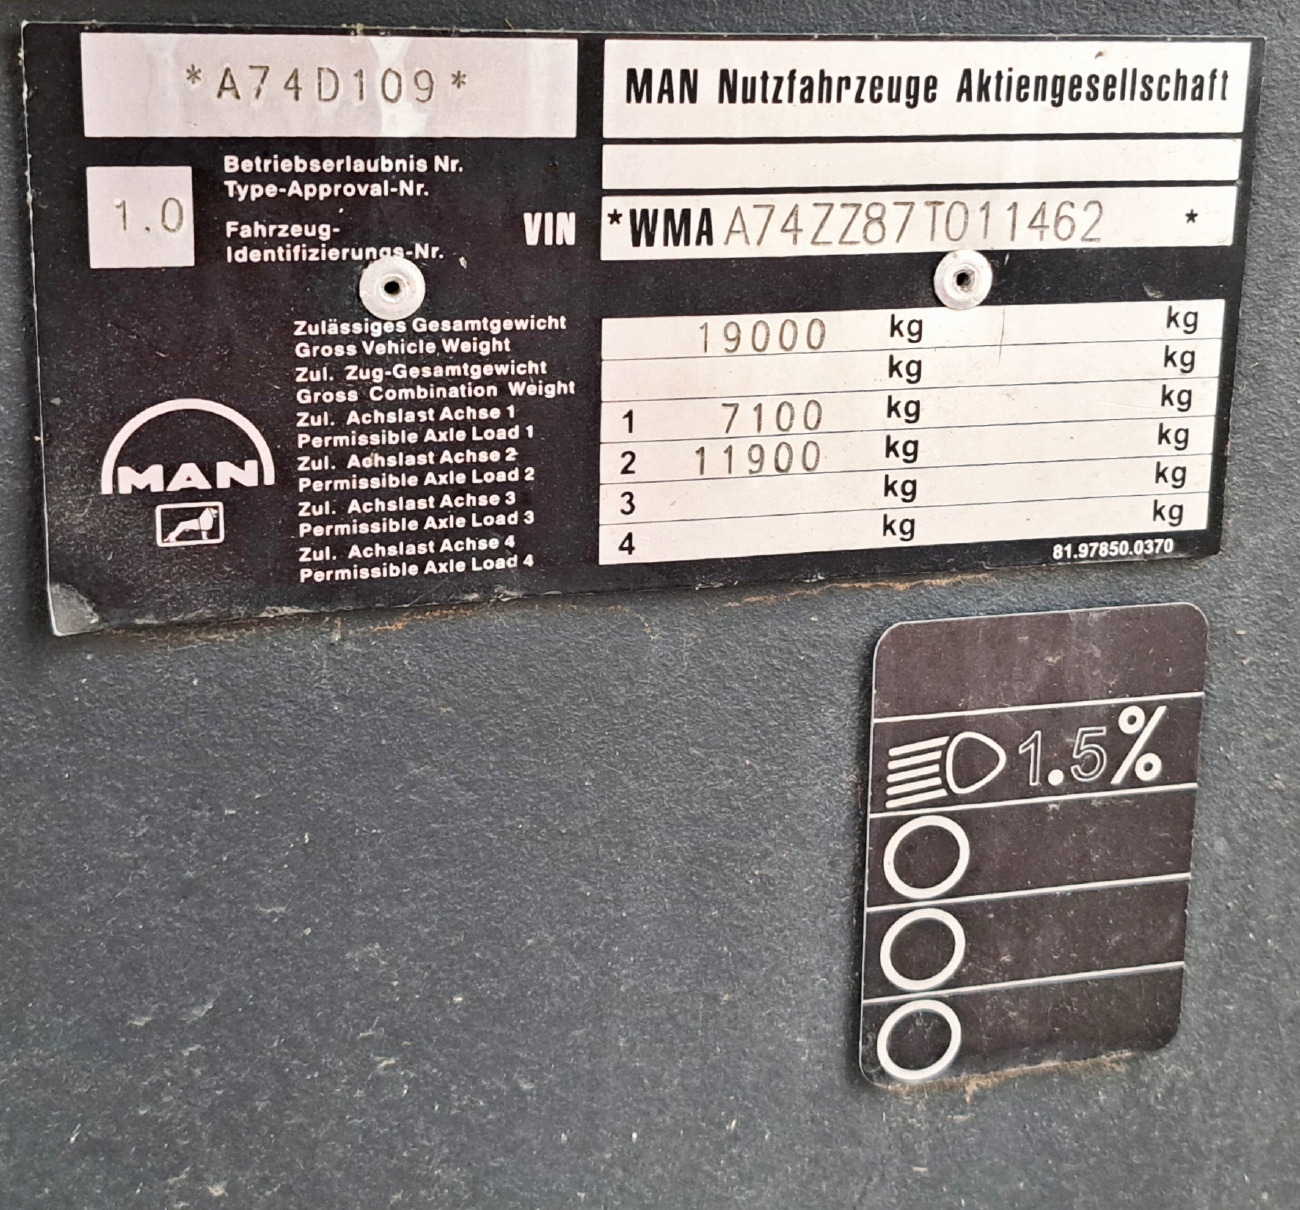 *A74D109*
MAN Nutzfahrzeuge Aktiengesellschaft
Betriebserlaubnis Nr.
Type-Approval-Nr.
1.0
Fahrzeug-
Identifizierungs-Nr.
VIN
*WMA A74ZZ87T011462 *
Zulässiges Gesamtgewicht
Gross Vehicle Weight
19000 kg kg
Zul. Zug-Gesamtgewicht
Gross Combination Weight
kg kg
Zul. Achslast Achse 1
Permissible Axle Load 1
1 7100 kg kg
Zul. Achslast Achse 2
Permissible Axle Load 2
2 11900 kg kg
Zul. Achslast Achse 3
Permissible Axle Load 3
3 kg kg
Zul. Achslast Achse 4
Permissible Axle Load 4
4 kg kg
MAN
81.97850.0370
1.5%